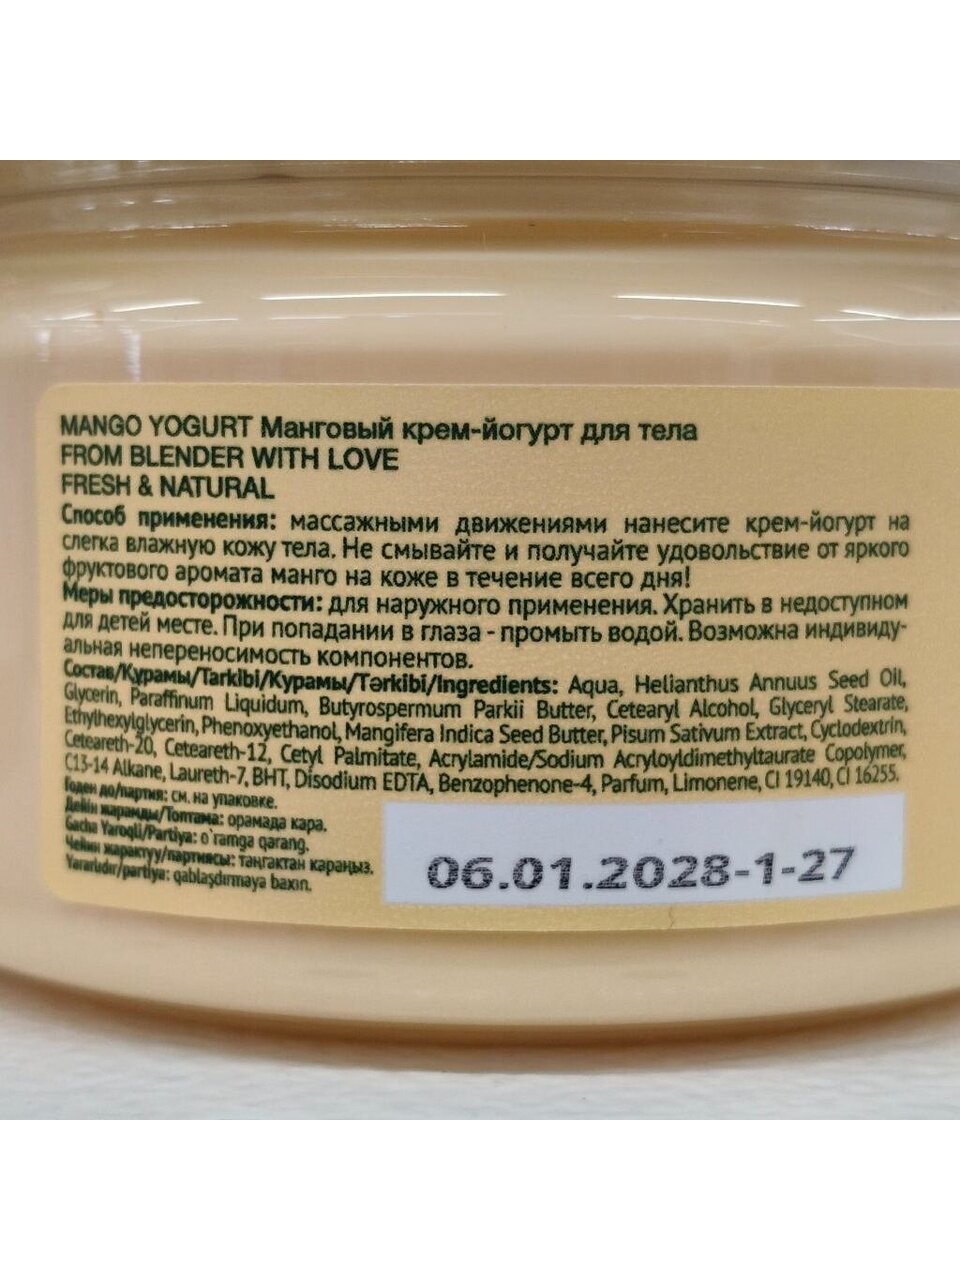 MANGO YOGURT Манговый крем-йогурт для тела
FROM BLENDER WITH LOVE
FRESH & NATURAL
Способ применения: массажными движениями нанесите крем-йогурт на
слегка влажную кожу тела. Не смывайте и получайте удовольствие от яркого
фруктового аромата манго на коже в течение всего дня!
Меры предосторожности: для наружного применения. Хранить в недоступном
для детей месте. При попадании в глаза - промыть водой. Возможна индивиду-
альная непереносимость компонентов.
Состав/Құрамы/Tarkibi/Курамы/Tərkibi/Ingredients: Aqua, Helianthus Annuus Seed Oil,
Glycerin, Paraffinum Liquidum, Butyrospermum Parkii Butter, Cetearyl Alcohol, Glyceryl Stearate,
Ethylhexylglycerin, Phenoxyethanol, Mangifera Indica Seed Butter, Pisum Sativum Extract, Cyclodextrin,
Ceteareth-20, Ceteareth-12, Cetyl Palmitate, Acrylamide/Sodium Acryloyldimethyltaurate Copolymer,
C13-14 Alkane, Laureth-7, BHT, Disodium EDTA, Benzophenone-4, Parfum, Limonene, CI 19140, CI 16255.
Годен до/партия: см. на упаковке.
Дейін жарамды/Топтама: орамада қара.
Gacha Yaroqli/Partiya: o`ramga qarang.
Чейин жарактуу/партиясы: таңгактан караңыз.
Yararlıdır/partiya: qablaşdırmaya baxın.
06.01.2028-1-27